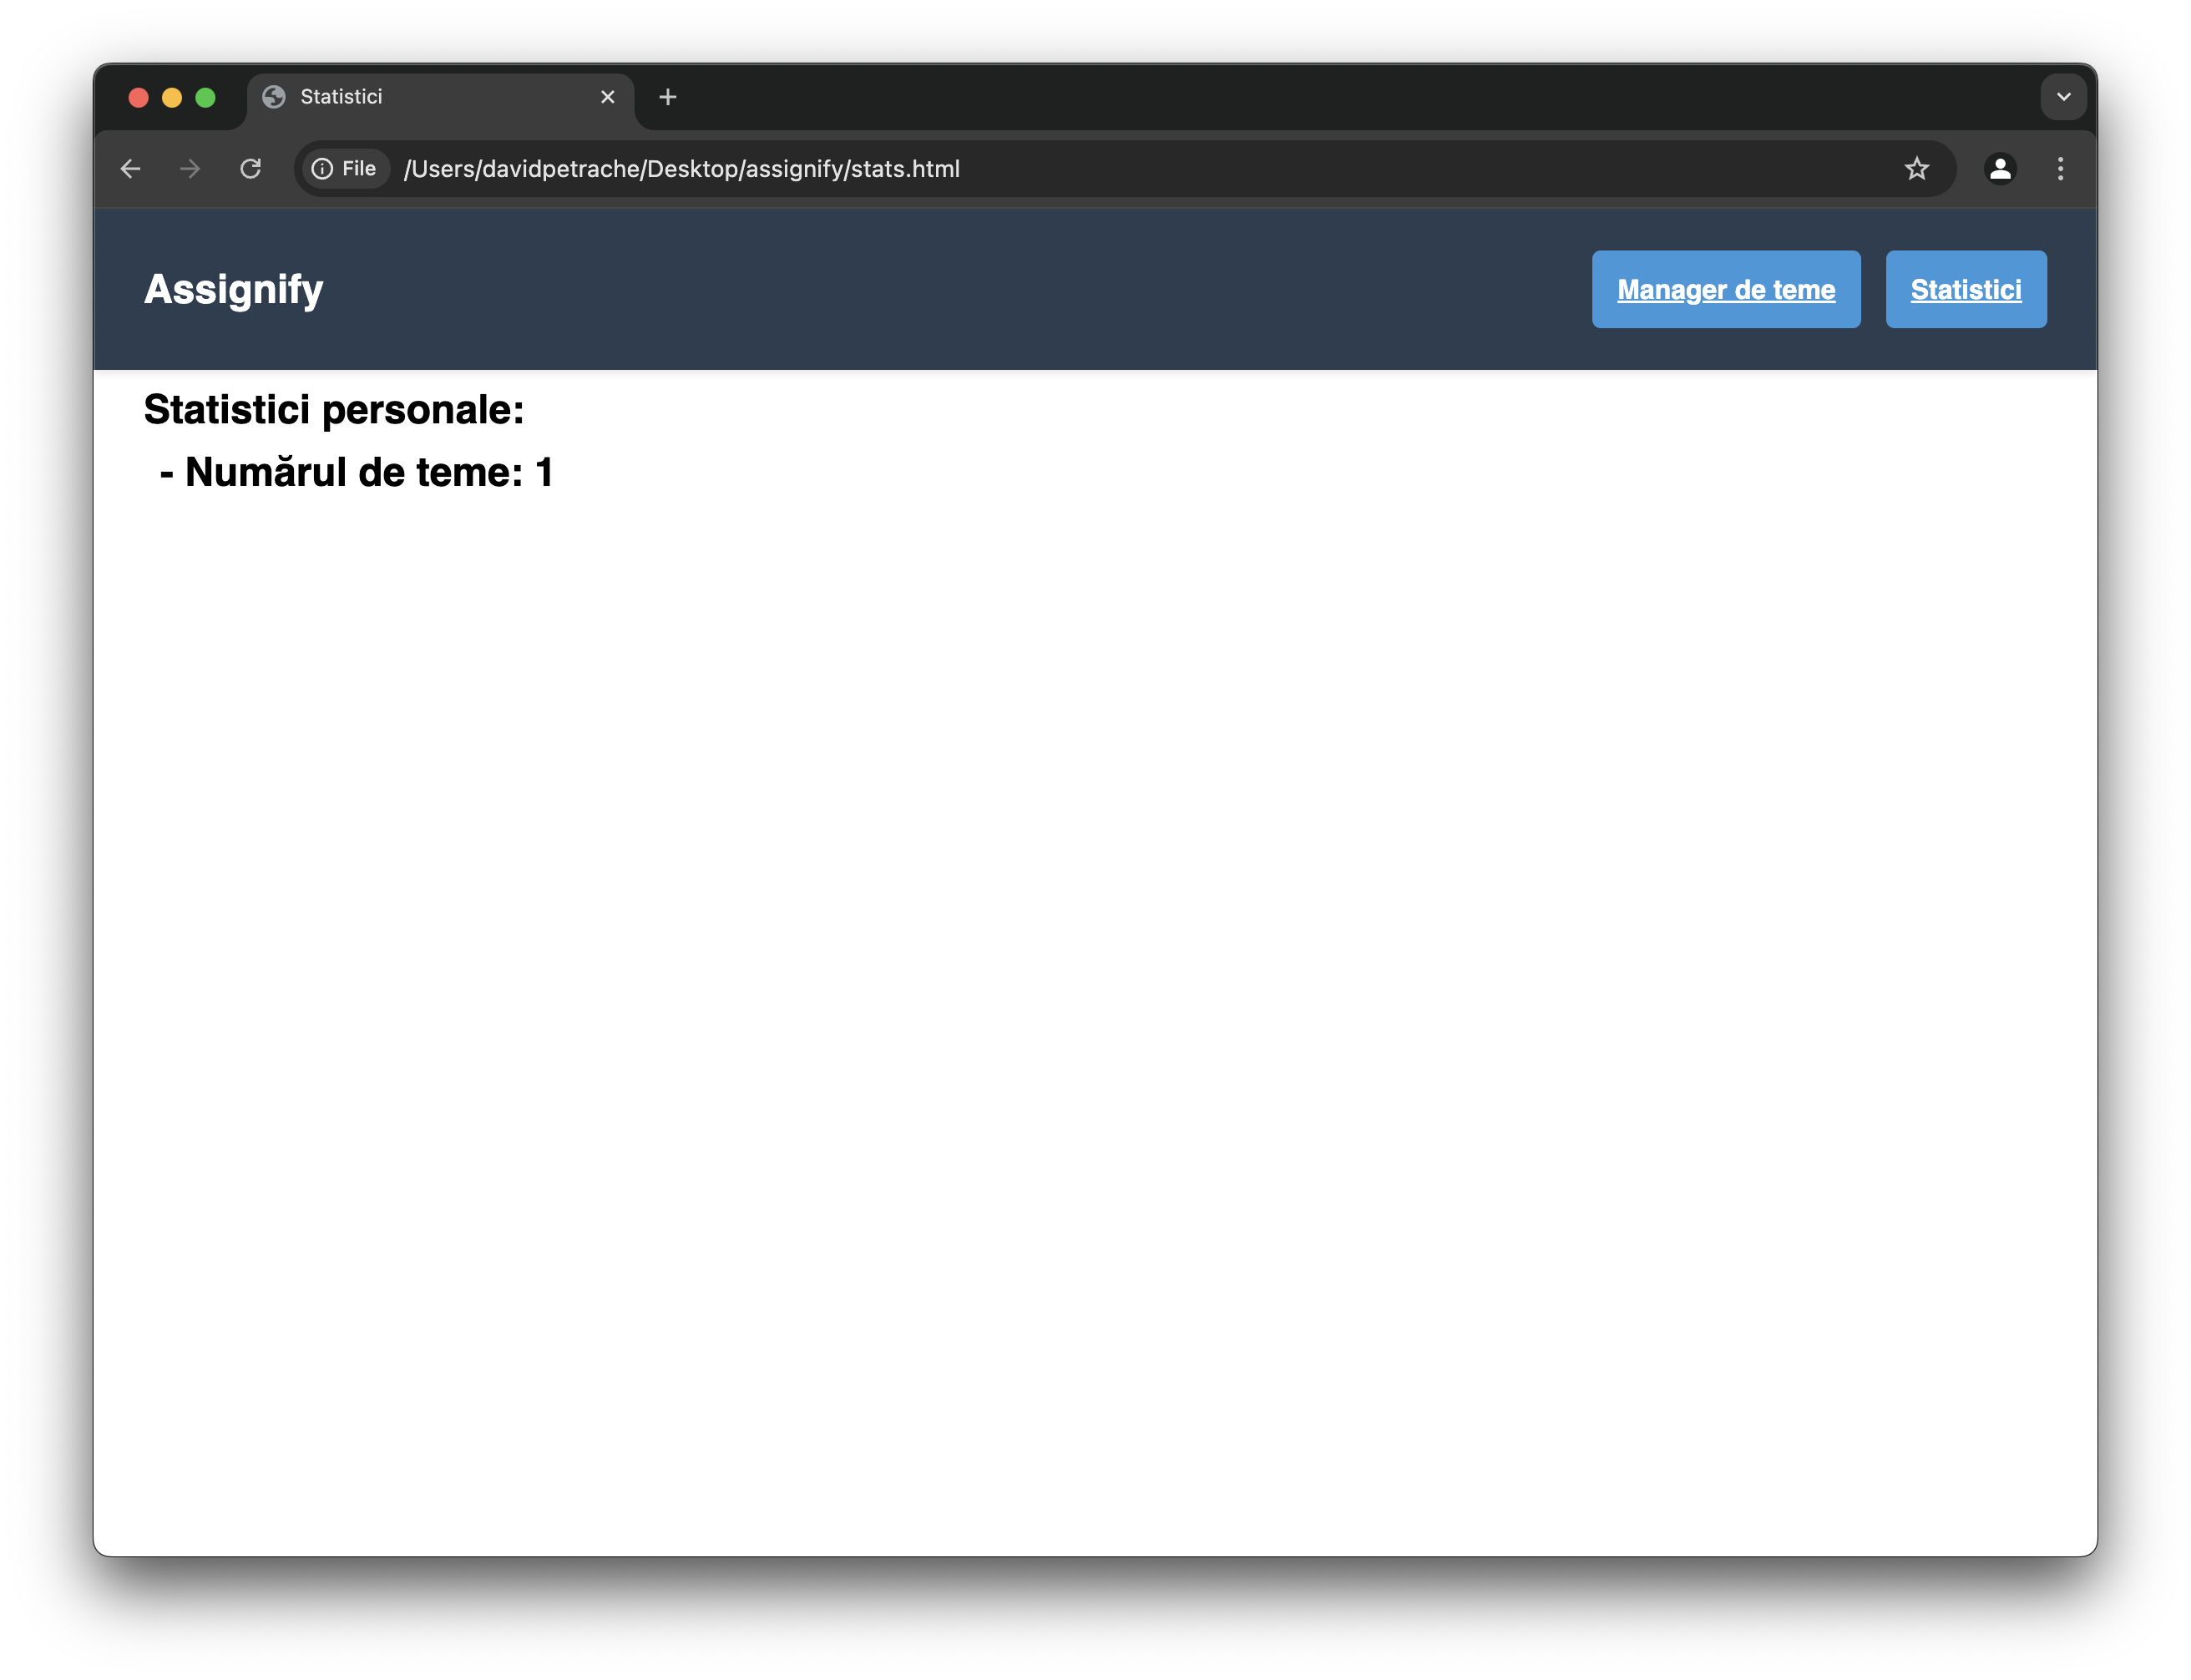 Statistici
File /Users/davidpetrache/Desktop/assignify/stats.html
Assignify
Manager de teme
Statistici
Statistici personale:
- Numărul de teme: 1